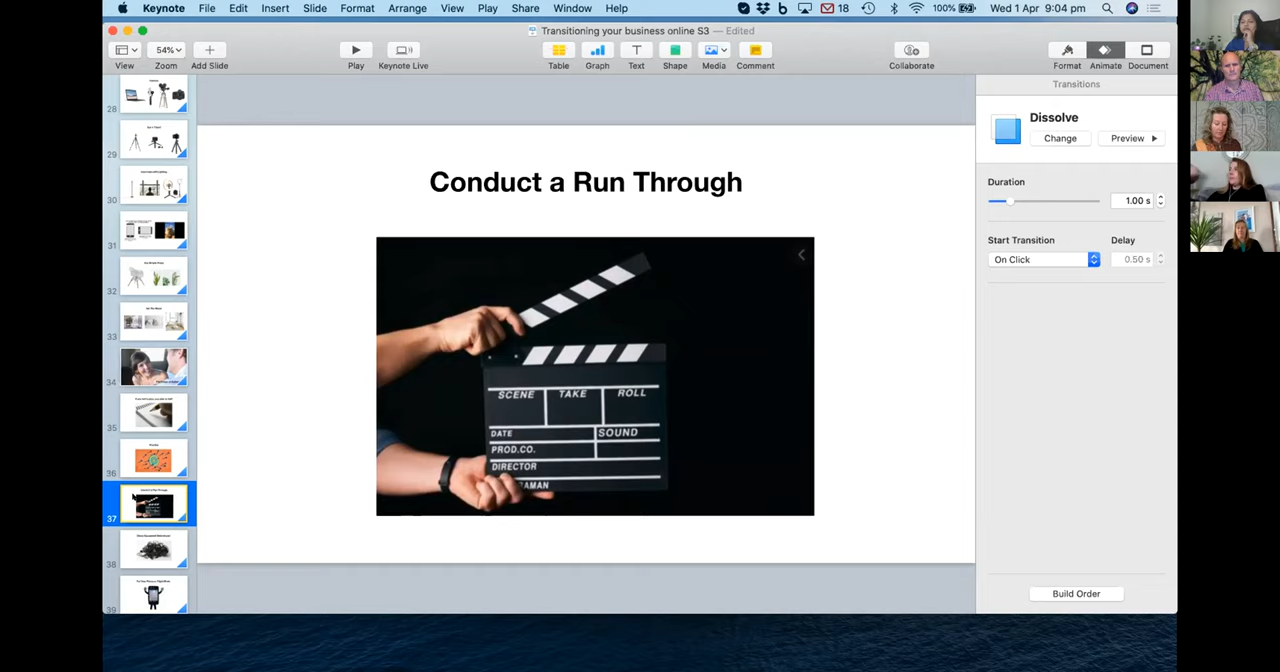 Keynote File Edit Insert Slide Format Arrange View Play Share Window Help 18 100% Wed 1 Apr 9:04 pm
Transitioning your business online S3 — Edited
54%
View Zoom Add Slide Play Keynote Live Table Graph Text Shape Media Comment Collaborate Format Animate Document
Transitions
Dissolve
Change Preview
Duration
1.00 s
Start Transition Delay
On Click 0.50 s
Build Order
28
29
30
31
32
33
34
35
36
37
38
39
Conduct a Run Through
SCENE TAKE ROLL
DATE SOUND
PROD.CO.
DIRECTOR
RAMAN